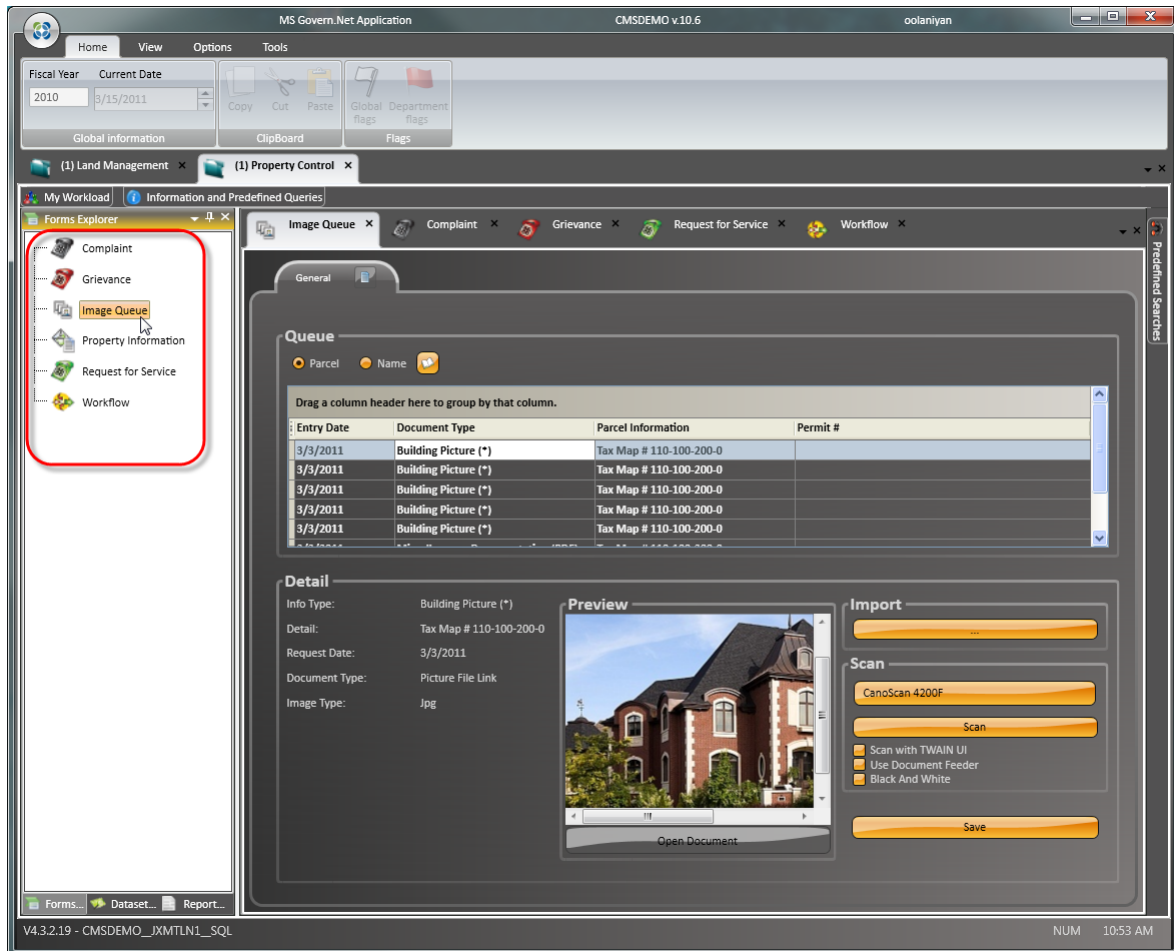 MS Govern.Net Application CMSDEMO v.10.6 oolaniyan
Home View Options Tools
Fiscal Year Current Date
2010 3/15/2011
Copy Cut Paste
Global flags Department flags
Global information ClipBoard Flags
(1) Land Management (1) Property Control
My Workload Information and Predefined Queries
Forms Explorer
Image Queue Complaint Grievance Request for Service Workflow
Predefined Searches
Complaint
Grievance
Image Queue
Property Information
Request for Service
Workflow
General
Queue
Parcel Name
Drag a column header here to group by that column.
Entry Date Document Type Parcel Information Permit #
3/3/2011 Building Picture (*) Tax Map # 110-100-200-0
3/3/2011 Building Picture (*) Tax Map # 110-100-200-0
3/3/2011 Building Picture (*) Tax Map # 110-100-200-0
3/3/2011 Building Picture (*) Tax Map # 110-100-200-0
3/3/2011 Building Picture (*) Tax Map # 110-100-200-0
Detail
Info Type: Building Picture (*)
Detail: Tax Map # 110-100-200-0
Request Date: 3/3/2011
Document Type: Picture File Link
Image Type: Jpg
Preview
Open Document
Import
...
Scan
CanoScan 4200F
Scan
Scan with TWAIN UI
Use Document Feeder
Black And White
Save
Forms... Dataset... Report...
V4.3.2.19 - CMSDEMO__JXMTLN1__SQL NUM 10:53 AM